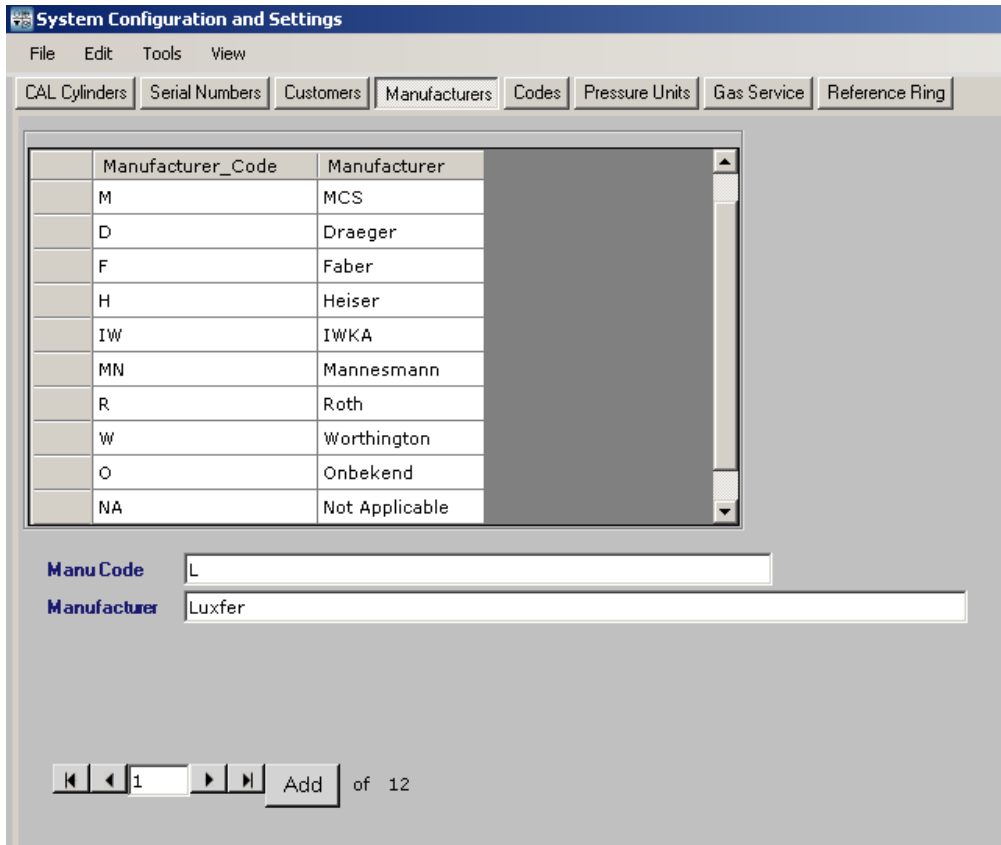 System Configuration and Settings
File Edit Tools View
CAL Cylinders Serial Numbers Customers Manufacturers Codes Pressure Units Gas Service Reference Ring
Manufacturer_Code Manufacturer
M MCS
D Draeger
F Faber
H Heiser
IW IWKA
MN Mannesmann
R Roth
W Worthington
O Onbekend
NA Not Applicable
Manu Code L
Manufacturer Luxfer
1 Add of 12